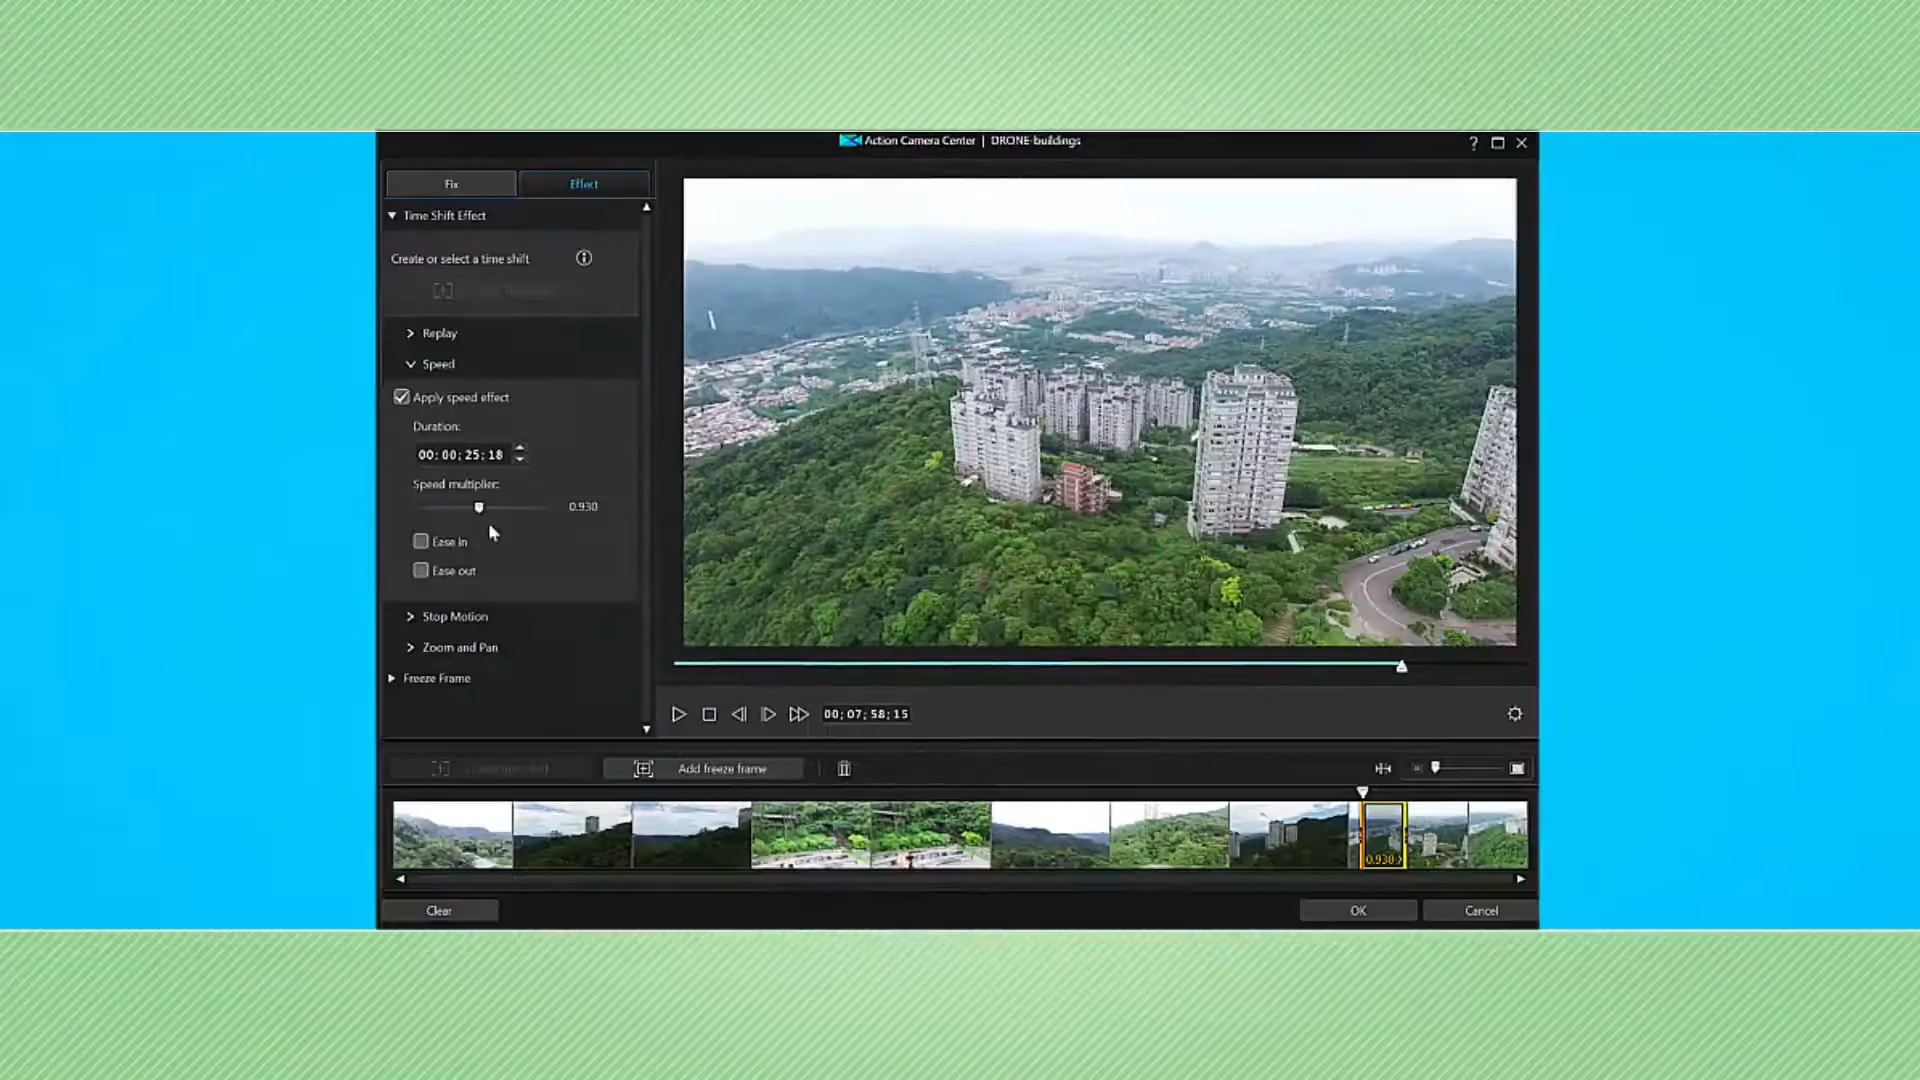 Action Camera Center | DRONE-buildings
Fix
Effect
Time Shift Effect
Create or select a time shift
Replay
Speed
Apply speed effect
Duration:
00; 00; 25; 18
Speed multiplier:
0.930
Ease in
Ease out
Stop Motion
Zoom and Pan
Freeze Frame
00; 07; 58; 15
Add freeze frame
0.930
Clear
OK
Cancel